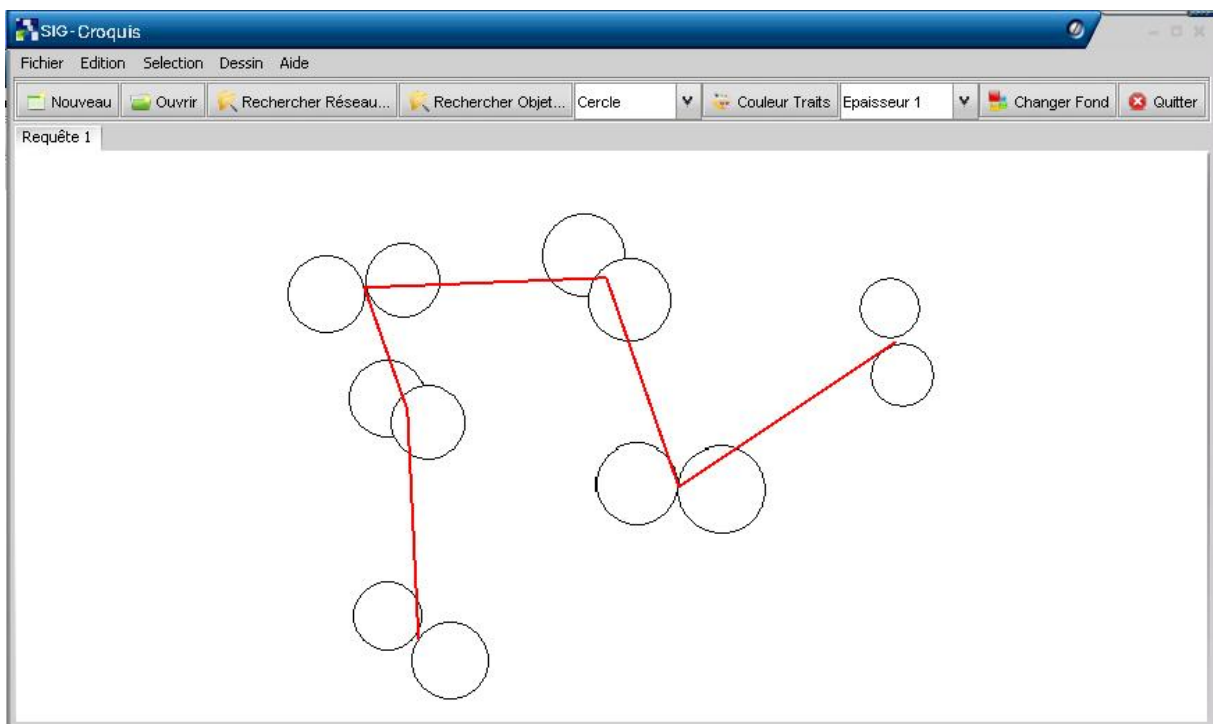 SIG-Croquis
Fichier Edition Selection Dessin Aide
Nouveau Ouvrir Rechercher Réseau... Rechercher Objet... Cercle Couleur Traits Epaisseur 1 Changer Fond Quitter
Requête 1